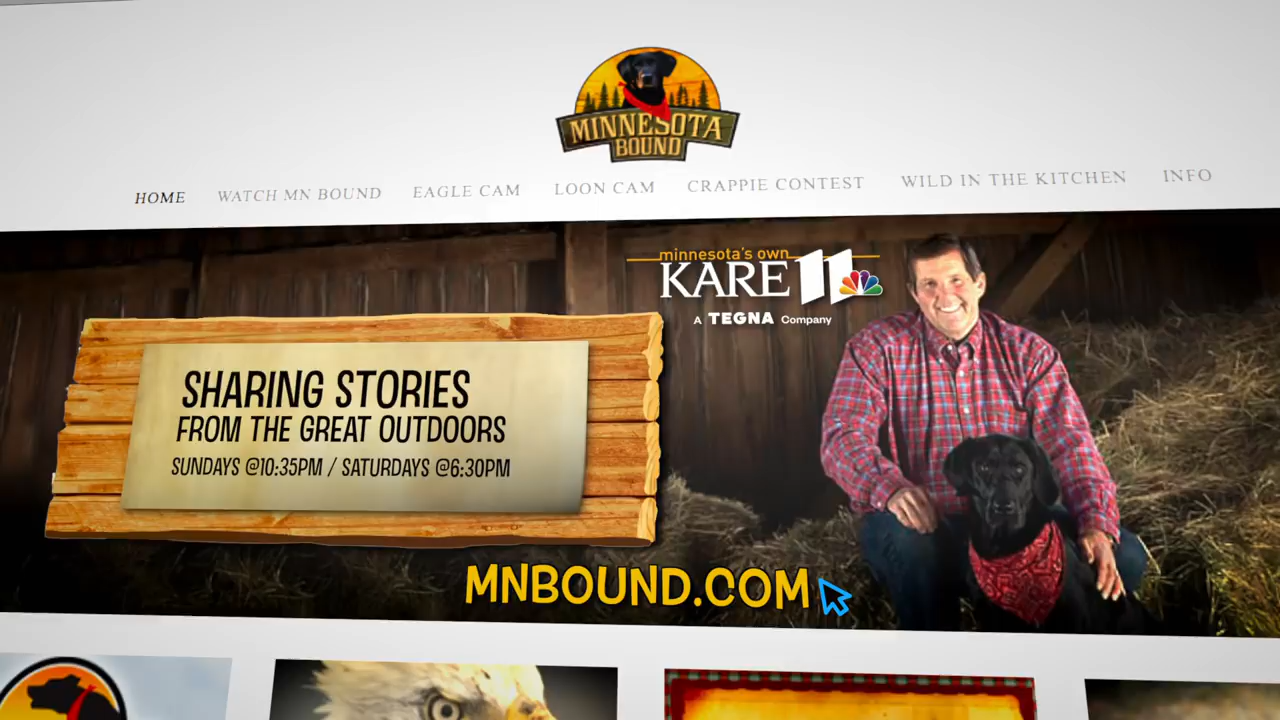 MINNESOTA
BOUND
HOME WATCH MN BOUND EAGLE CAM LOON CAM CRAPPIE CONTEST WILD IN THE KITCHEN INFO
minnesota's own
KARE 11
A TEGNA Company
SHARING STORIES
FROM THE GREAT OUTDOORS
SUNDAYS @10:35PM / SATURDAYS @6:30PM
MNBOUND.COM